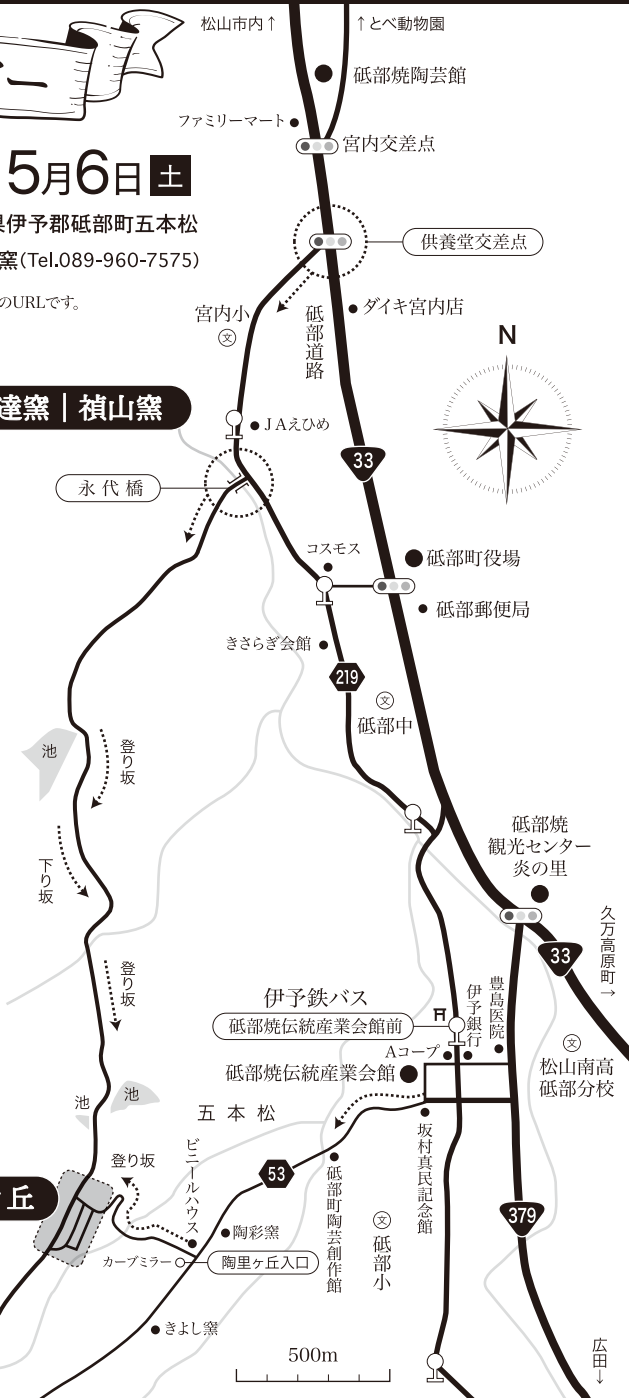 松山市内↑
↑とべ動物園
砥部焼陶芸館
ファミリーマート
宮内交差点
5月6日 土
伊予郡砥部町五本松
窯(Tel.089-960-7575)
のURLです。
供養堂交差点
宮内小
文
砥部道路
ダイキ宮内店
N
達窯｜禎山窯
JAえひめ
33
永代橋
コスモス
砥部町役場
砥部郵便局
きさらぎ会館
219
文
砥部中
池
登り坂
下り坂
砥部焼
観光センター
炎の里
久万高原町→
33
登り坂
伊予鉄バス
砥部焼伝統産業会館前
伊予銀行
豊島医院
Aコープ
文
松山南高
砥部分校
砥部焼伝統産業会館
池
池
五本松
坂村真民記念館
登り坂
ビニールハウス
53
砥部町陶芸創作館
文
砥部小
379
丘
陶彩窯
カーブミラー
陶里ヶ丘入口
きよし窯
500m
広田→